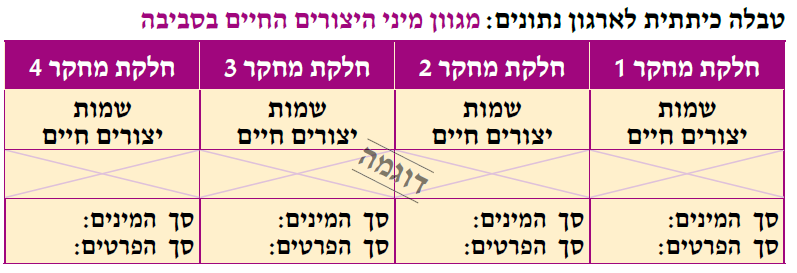 טבלה כיתתית לארגון נתונים: מגוון מיני היצורים החיים בסביבה
חלקת מחקר 1 חלקת מחקר 2 חלקת מחקר 3 חלקת מחקר 4
שמות שמות שמות שמות
יצורים חיים יצורים חיים יצורים חיים יצורים חיים
דוגמה
סך המינים: סך המינים: סך המינים: סך המינים:
סך הפרטים: סך הפרטים: סך הפרטים: סך הפרטים: